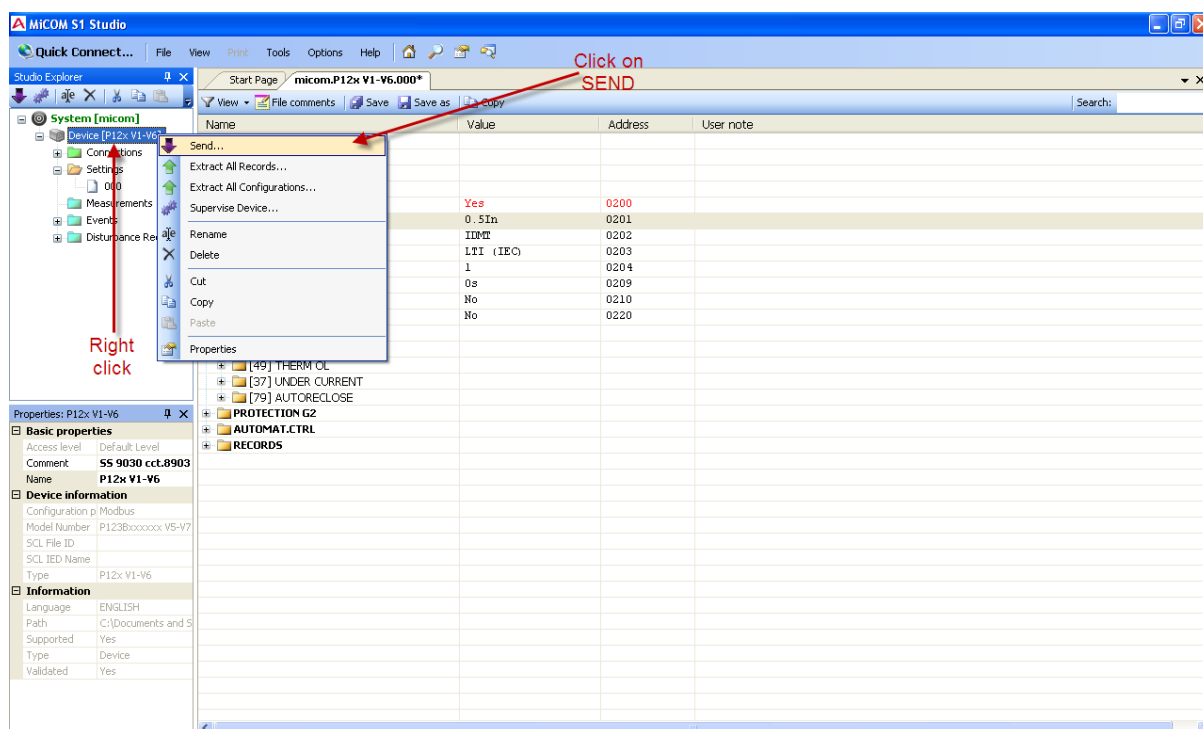 MiCOM S1 Studio
Quick Connect... File View Print Tools Options Help
Click on
SEND
Studio Explorer
Start Page micom.P12x V1-V6.000*
View File comments Save Save as Copy Search:
System [micom]
Device [P12x V1-V6]
Connections
Settings
000
Measurements
Events
Disturbance Re
Right
click
Send...
Extract All Records...
Extract All Configurations...
Supervise Device...
Rename
Delete
Cut
Copy
Paste
Properties
Name Value Address User note
Yes 0200
0.5In 0201
IDMT 0202
LTI (IEC) 0203
1 0204
0s 0209
No 0210
No 0220
[49] THERM OL
[37] UNDER CURRENT
[79] AUTORECLOSE
PROTECTION G2
AUTOMAT.CTRL
RECORDS
Properties: P12x V1-V6
Basic properties
Access level Default Level
Comment SS 9030 cct.8903
Name P12x V1-V6
Device information
Configuration p Modbus
Model Number P123Bxxxxxx V5-V7
SCL File ID
SCL IED Name
Type P12x V1-V6
Information
Language ENGLISH
Path C:\Documents and S
Supported Yes
Type Device
Validated Yes